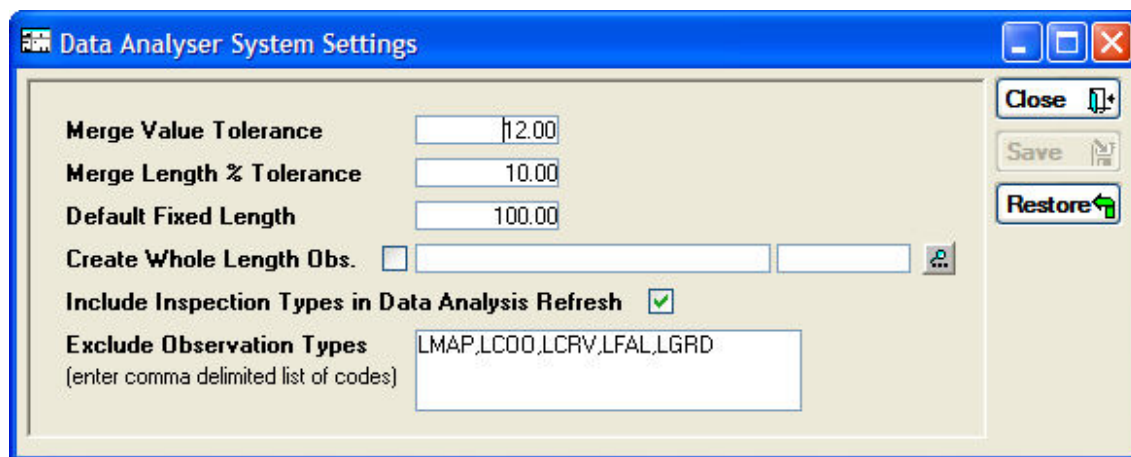 Data Analyser System Settings
Merge Value Tolerance 12.00
Merge Length % Tolerance 10.00
Default Fixed Length 100.00
Create Whole Length Obs.
Include Inspection Types in Data Analysis Refresh
Exclude Observation Types LMAP,LCOO,LCRV,LFAL,LGRD
(enter comma delimited list of codes)
Close
Save
Restore